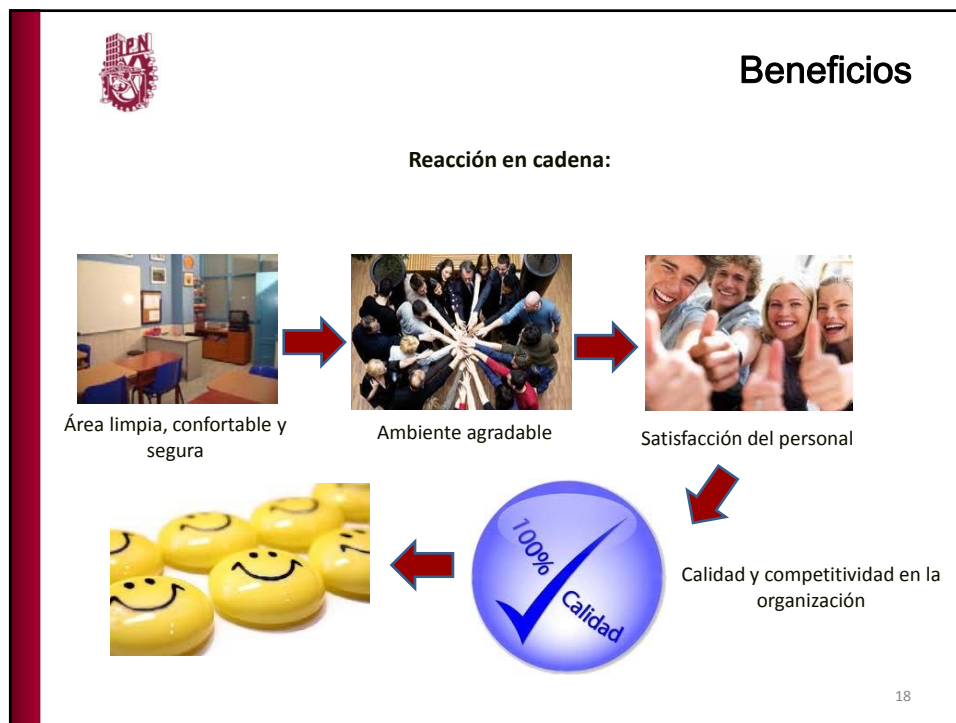 IPN
Beneficios
Reacción en cadena:
Área limpia, confortable y
segura
Ambiente agradable
Satisfacción del personal
100%
Calidad
Calidad y competitividad en la
organización
18